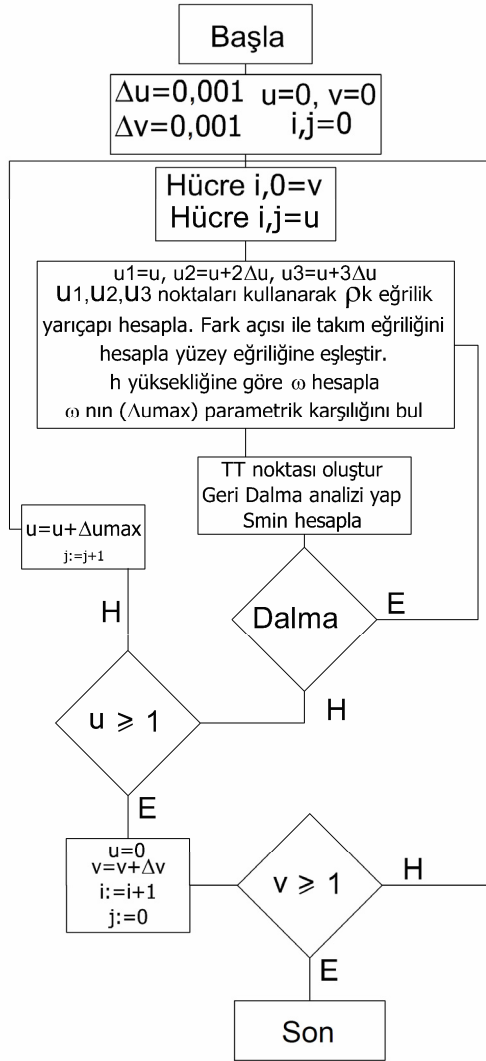 Başla
Δu=0,001 u=0, v=0
Δv=0,001 i,j=0
Hücre i,0=v
Hücre i,j=u
u1=u, u2=u+2Δu, u3=u+3Δu
u1,u2,u3 noktaları kullanarak ρk eğrilik
yarıçapı hesapla. Fark açısı ile takım eğriliğini
hesapla yüzey eğriliğine eşleştir.
h yüksekliğine göre ω hesapla
ω nın (Δumax) parametrik karşılığını bul
TT noktası oluştur
Geri Dalma analizi yap
Smin hesapla
u=u+Δumax
j:=j+1
H
Dalma
E
H
u ⩾ 1
E
u=0
v=v+Δv
i:=i+1
j:=0
v ⩾ 1
H
E
Son